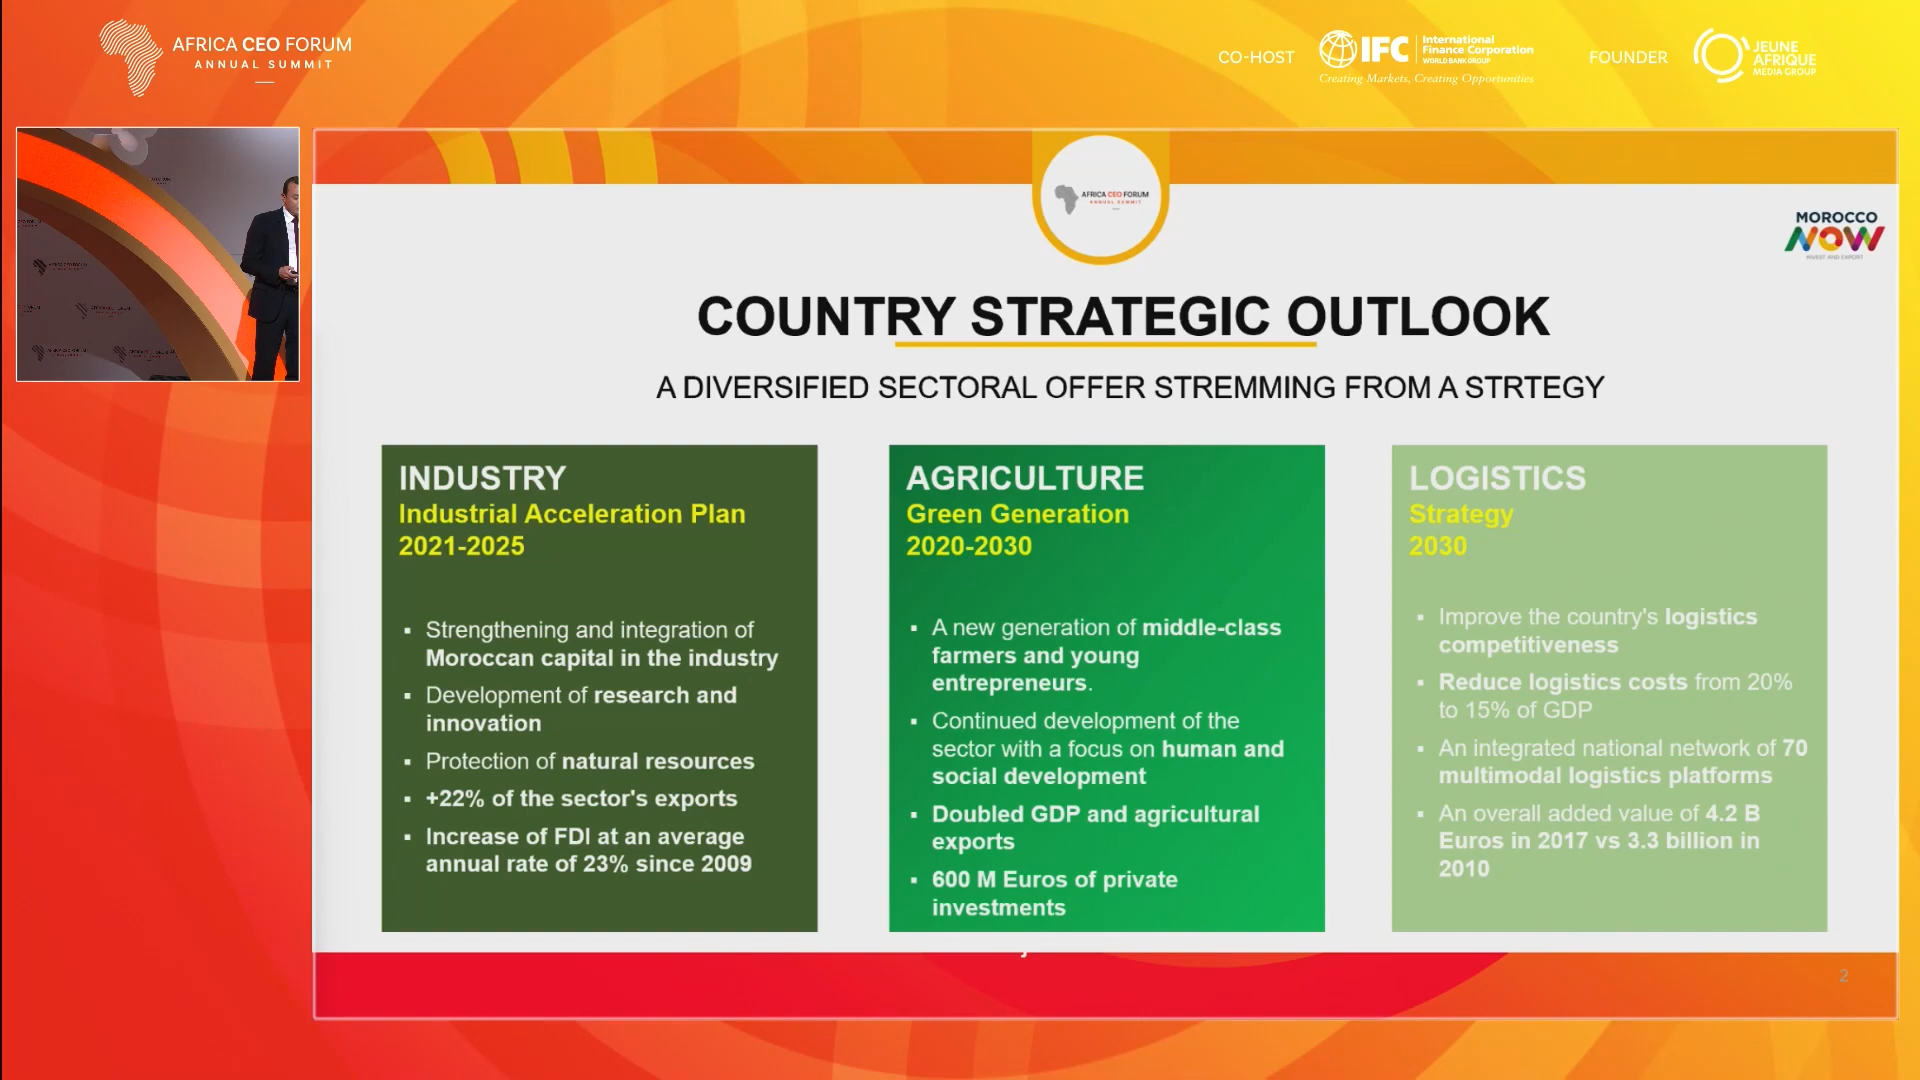 AFRICA CEO FORUM
ANNUAL SUMMIT
CO-HOST
IFC
International
Finance Corporation
WORLD BANK GROUP
Creating Markets, Creating Opportunities
FOUNDER
JEUNE
AFRIQUE
MEDIA GROUP
AFRICA CEO FORUM
ANNUAL SUMMIT
MOROCCO
NOW
INVEST AND EXPORT
COUNTRY STRATEGIC OUTLOOK
A DIVERSIFIED SECTORAL OFFER STREMMING FROM A STRTEGY
INDUSTRY
Industrial Acceleration Plan
2021-2025
▪ Strengthening and integration of
Moroccan capital in the industry
▪ Development of research and
innovation
▪ Protection of natural resources
▪ +22% of the sector's exports
▪ Increase of FDI at an average
annual rate of 23% since 2009
AGRICULTURE
Green Generation
2020-2030
▪ A new generation of middle-class
farmers and young
entrepreneurs.
▪ Continued development of the
sector with a focus on human and
social development
▪ Doubled GDP and agricultural
exports
▪ 600 M Euros of private
investments
LOGISTICS
Strategy
2030
▪ Improve the country's logistics
competitiveness
▪ Reduce logistics costs from 20%
to 15% of GDP
▪ An integrated national network of 70
multimodal logistics platforms
▪ An overall added value of 4.2 B
Euros in 2017 vs 3.3 billion in
2010
2